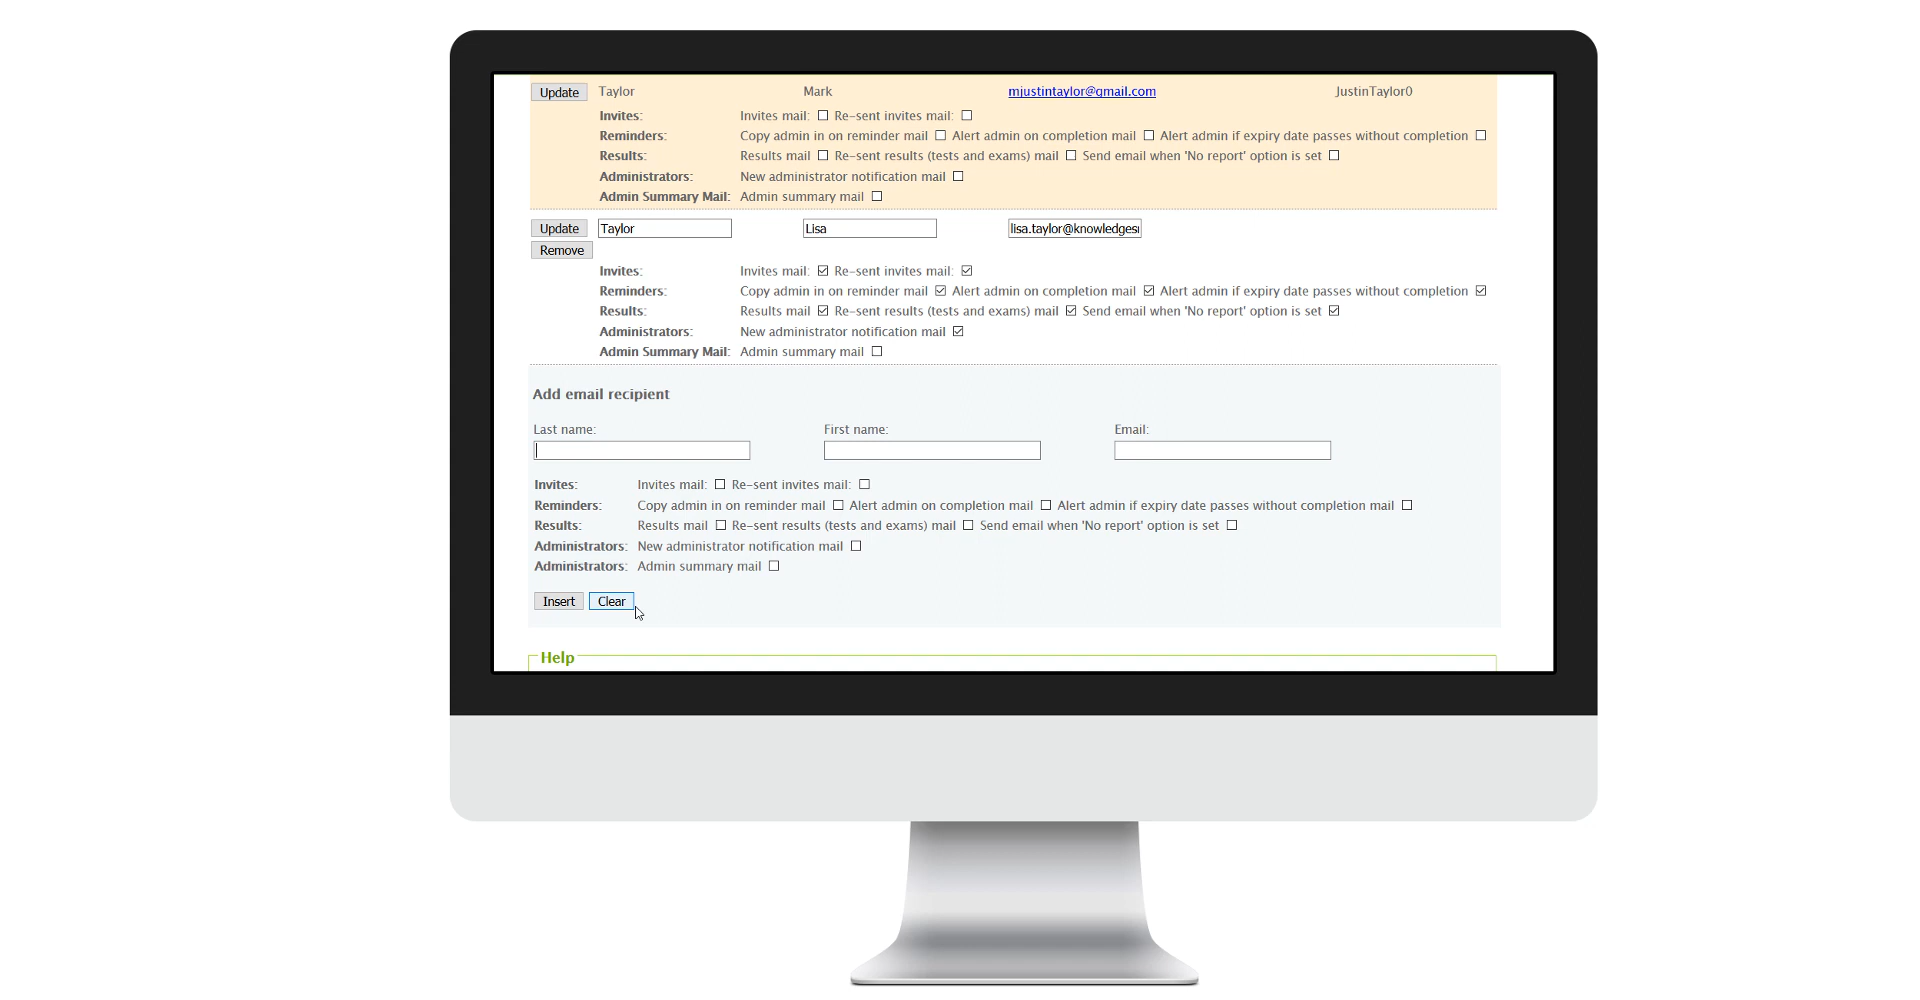 Update Taylor Mark mjustintaylor@gmail.com JustinTaylor0
Invites: Invites mail: Re-sent invites mail:
Reminders: Copy admin in on reminder mail Alert admin on completion mail Alert admin if expiry date passes without completion
Results: Results mail Re-sent results (tests and exams) mail Send email when 'No report' option is set
Administrators: New administrator notification mail
Admin Summary Mail: Admin summary mail
Update Taylor Lisa lisa.taylor@knowledges
Remove
Invites: Invites mail: Re-sent invites mail:
Reminders: Copy admin in on reminder mail Alert admin on completion mail Alert admin if expiry date passes without completion
Results: Results mail Re-sent results (tests and exams) mail Send email when 'No report' option is set
Administrators: New administrator notification mail
Admin Summary Mail: Admin summary mail
Add email recipient
Last name: First name: Email:
Invites: Invites mail: Re-sent invites mail:
Reminders: Copy admin in on reminder mail Alert admin on completion mail Alert admin if expiry date passes without completion mail
Results: Results mail Re-sent results (tests and exams) mail Send email when 'No report' option is set
Administrators: New administrator notification mail
Administrators: Admin summary mail
Insert Clear
Help